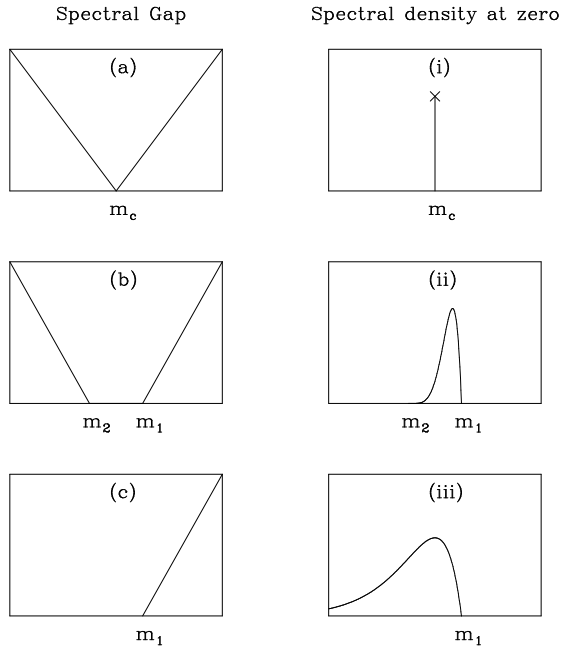 Spectral Gap
Spectral density at zero
(a)
(i)
m_c
m_c
(b)
(ii)
m_2 m_1
m_2 m_1
(c)
(iii)
m_1
m_1